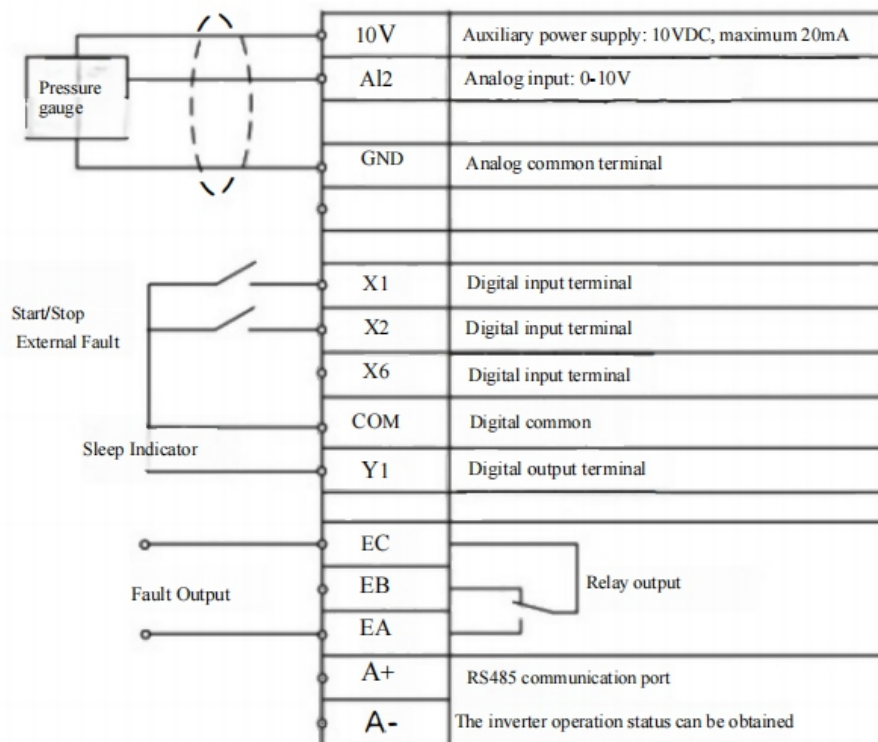 10V Auxiliary power supply: 10VDC, maximum 20mA
AI2 Analog input: 0-10V
Pressure
gauge
GND Analog common terminal
X1 Digital input terminal
Start/Stop
X2 Digital input terminal
External Fault
X6 Digital input terminal
COM Digital common
Sleep Indicator
Y1 Digital output terminal
EC
EB Relay output
Fault Output
EA
A+ RS485 communication port
A- The inverter operation status can be obtained